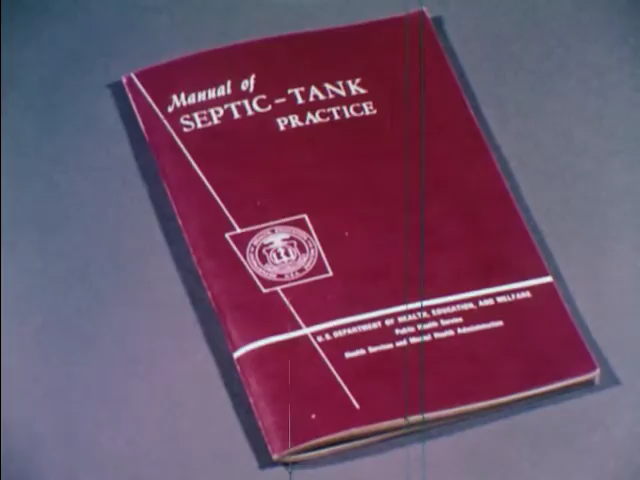 Manual of
SEPTIC-TANK
PRACTICE
U.S. DEPARTMENT OF HEALTH, EDUCATION, AND WELFARE
Public Health Service
Health Services and Mental Health Administration